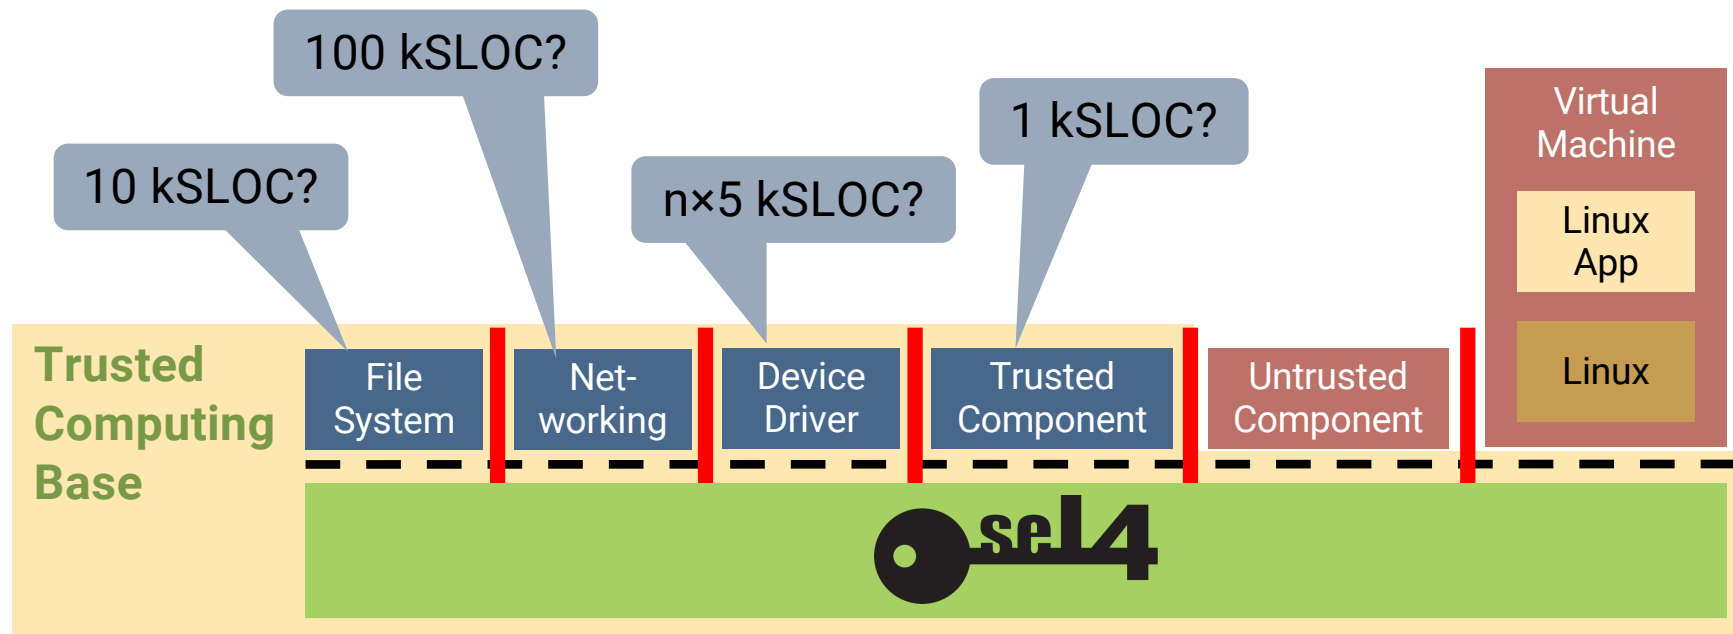 100 kSLOC?
1 kSLOC?
10 kSLOC?
n×5 kSLOC?
Virtual
Machine
Linux
App
Linux
Trusted
Computing
Base
File
System
Net-
working
Device
Driver
Trusted
Component
Untrusted
Component
seL4